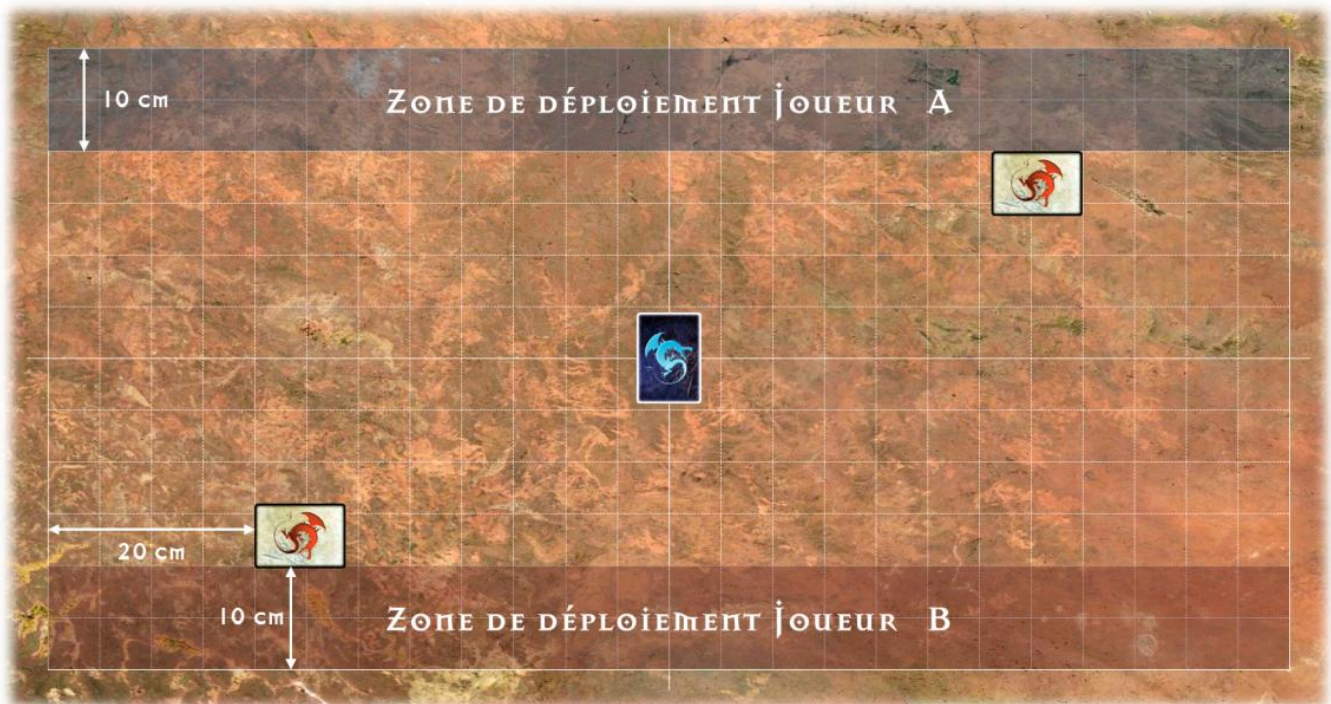 10 cm
Zone de déploiement Joueur A
20 cm
10 cm
Zone de déploiement Joueur B